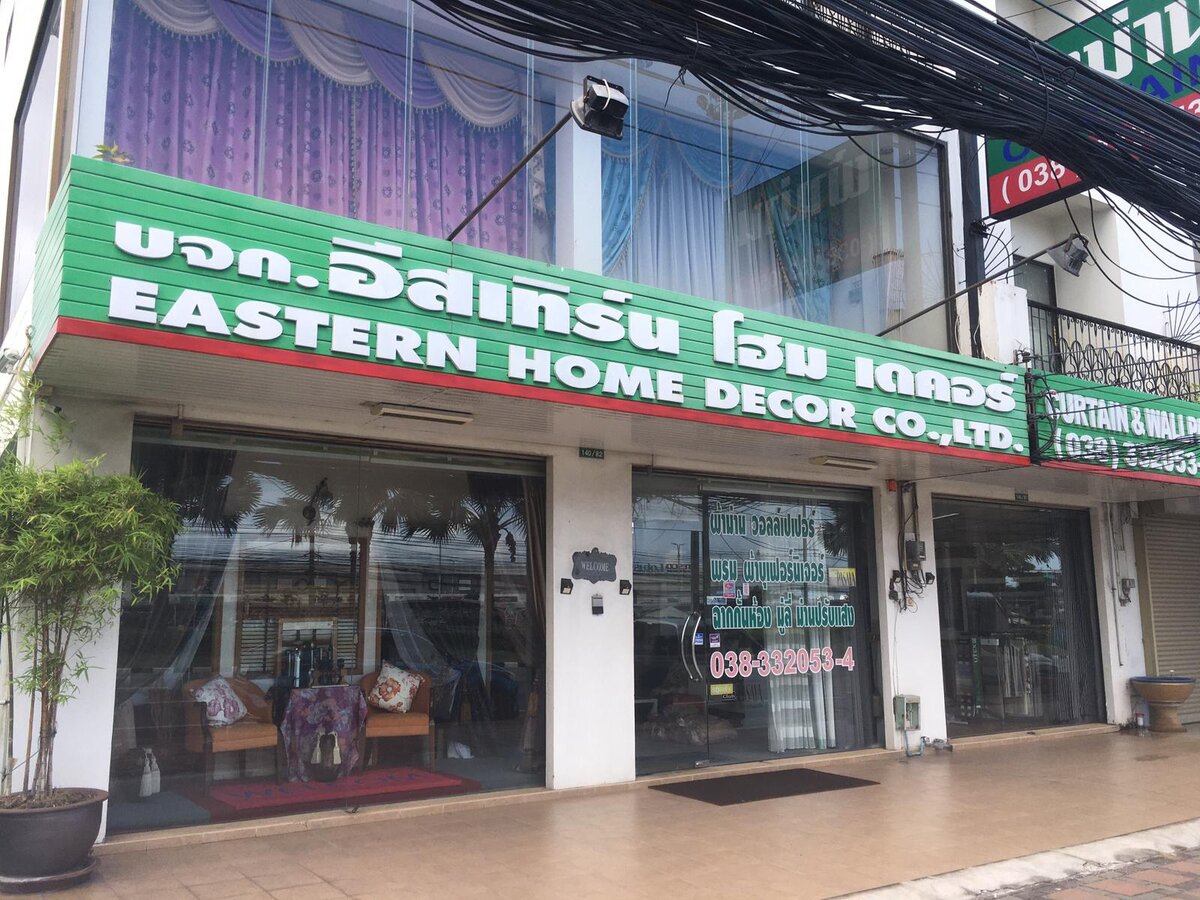 บจก.อีสเทิร์น โฮม เดคอร์
EASTERN HOME DECOR CO.,LTD.
CURTAIN & WALL
140/82
WELCOME
ผ้าม่าน วอลล์เปเปอร์
พรม ผ้าบุเฟอร์นิเจอร์
ฉากกั้นห้อง มู่ลี่ ม่านปรับแสง
038-332053-4